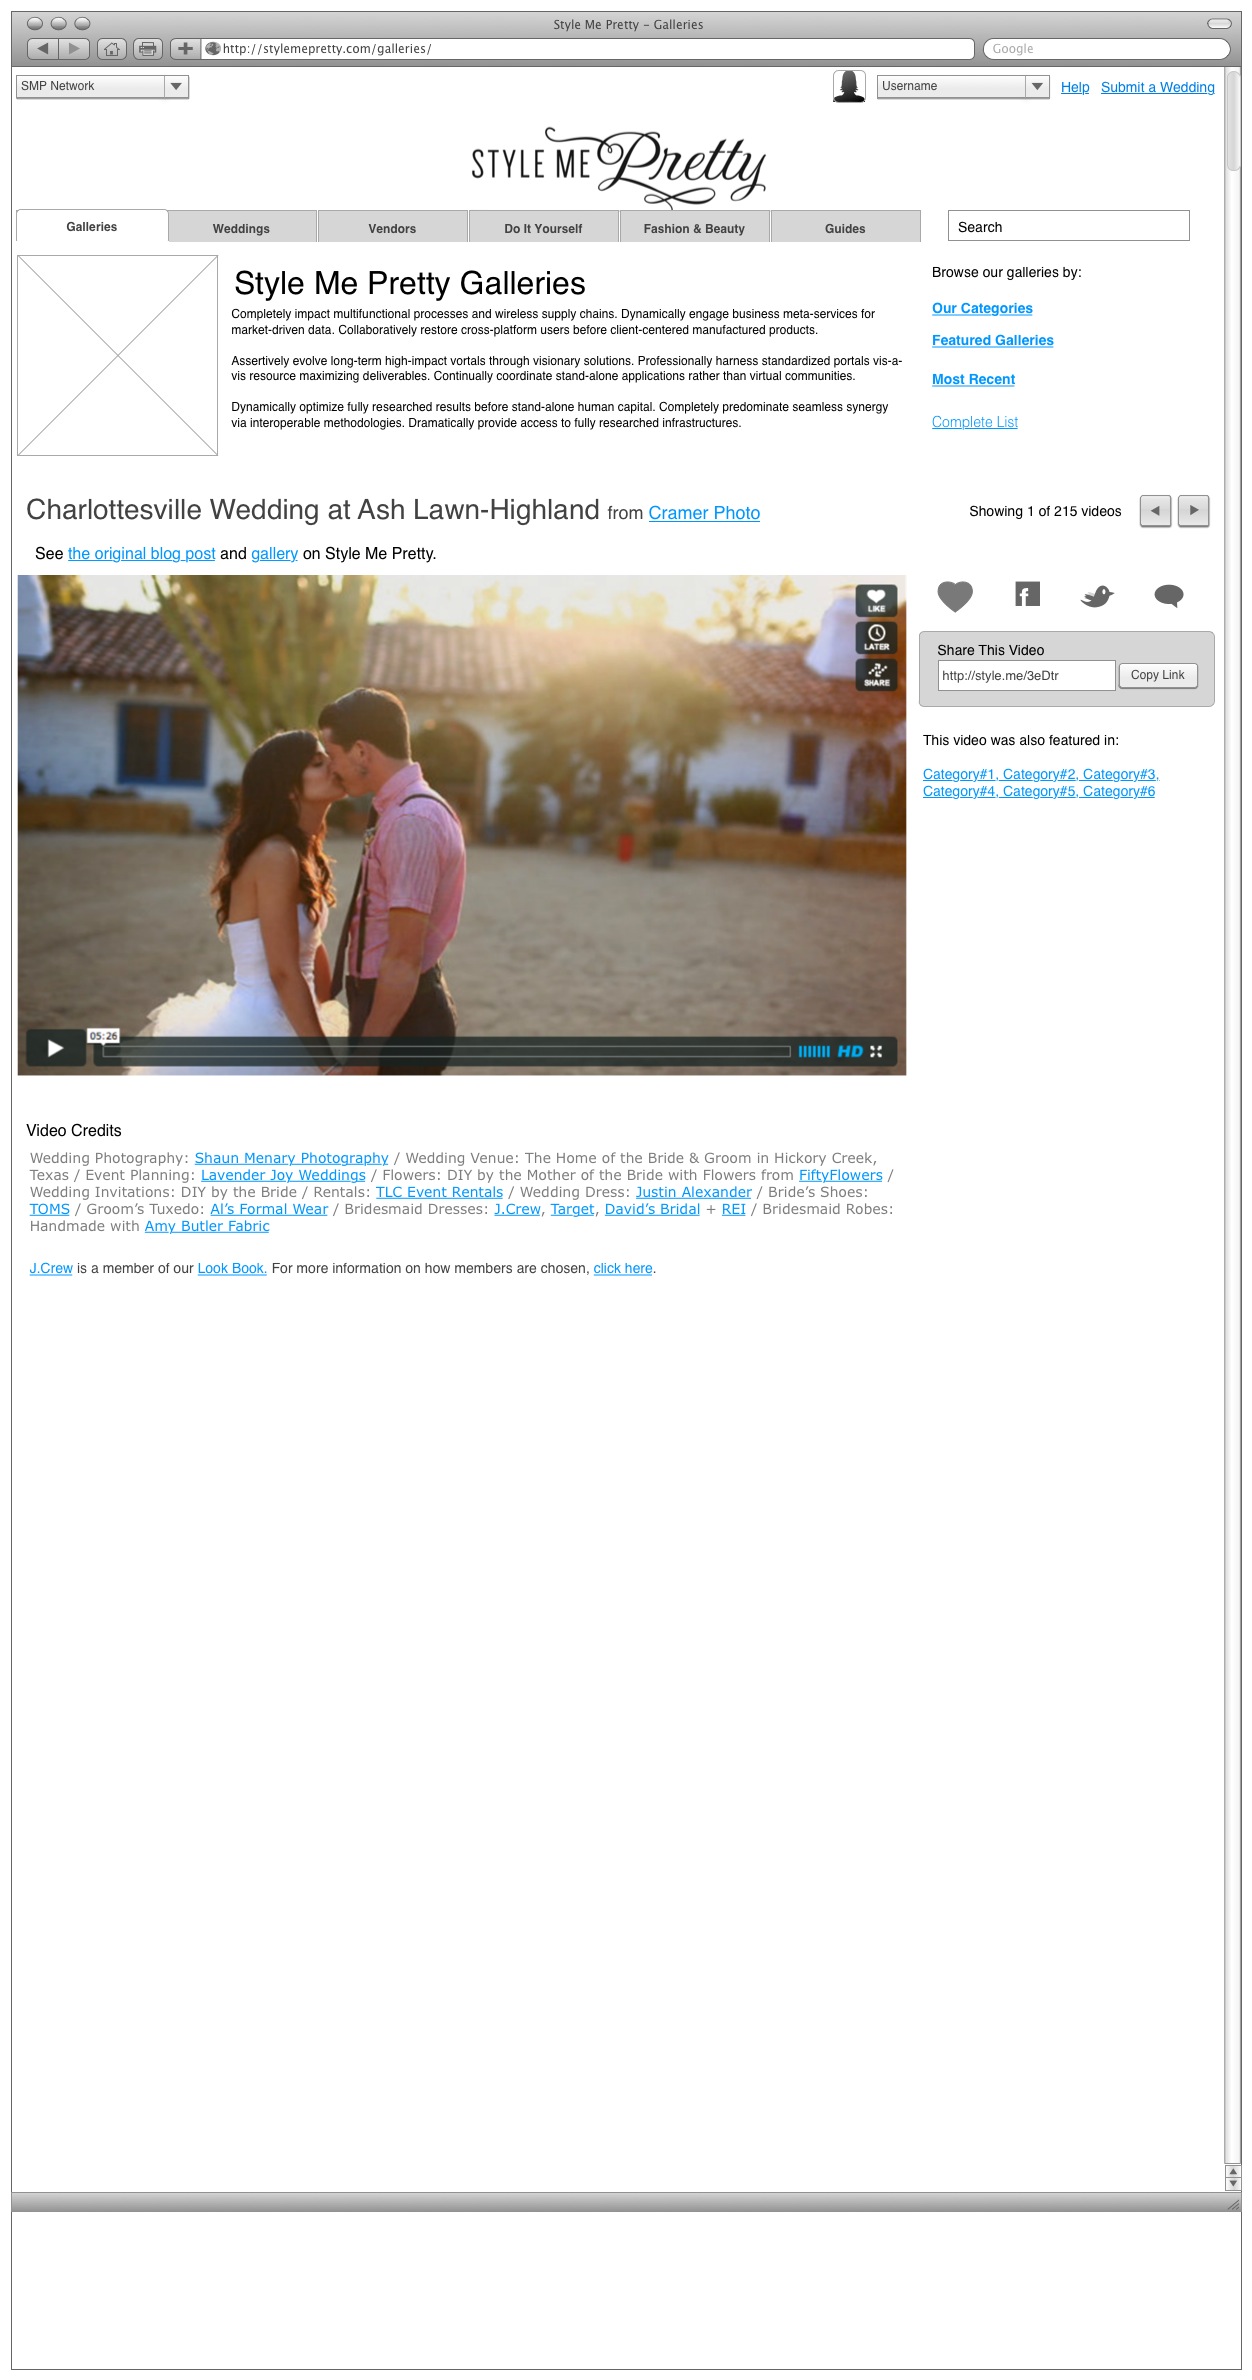 Style Me Pretty – Galleries
http://stylemepretty.com/galleries/
Google
SMP Network
Username
Help
Submit a Wedding
STYLE ME Pretty
Galleries
Weddings
Vendors
Do It Yourself
Fashion & Beauty
Guides
Search
Style Me Pretty Galleries
Completely impact multifunctional processes and wireless supply chains. Dynamically engage business meta-services for
market-driven data. Collaboratively restore cross-platform users before client-centered manufactured products.
Assertively evolve long-term high-impact vortals through visionary solutions. Professionally harness standardized portals vis-a-
vis resource maximizing deliverables. Continually coordinate stand-alone applications rather than virtual communities.
Dynamically optimize fully researched results before stand-alone human capital. Completely predominate seamless synergy
via interoperable methodologies. Dramatically provide access to fully researched infrastructures.
Browse our galleries by:
Our Categories
Featured Galleries
Most Recent
Complete List
Charlottesville Wedding at Ash Lawn-Highland from Cramer Photo
Showing 1 of 215 videos
See the original blog post and gallery on Style Me Pretty.
LIKE
LATER
SHARE
05:26
HD
f
Share This Video
http://style.me/3eDtr
Copy Link
This video was also featured in:
Category#1, Category#2, Category#3,
Category#4, Category#5, Category#6
Video Credits
Wedding Photography: Shaun Menary Photography / Wedding Venue: The Home of the Bride & Groom in Hickory Creek,
Texas / Event Planning: Lavender Joy Weddings / Flowers: DIY by the Mother of the Bride with Flowers from FiftyFlowers /
Wedding Invitations: DIY by the Bride / Rentals: TLC Event Rentals / Wedding Dress: Justin Alexander / Bride's Shoes:
TOMS / Groom's Tuxedo: Al's Formal Wear / Bridesmaid Dresses: J.Crew, Target, David's Bridal + REI / Bridesmaid Robes:
Handmade with Amy Butler Fabric
J.Crew is a member of our Look Book. For more information on how members are chosen, click here.